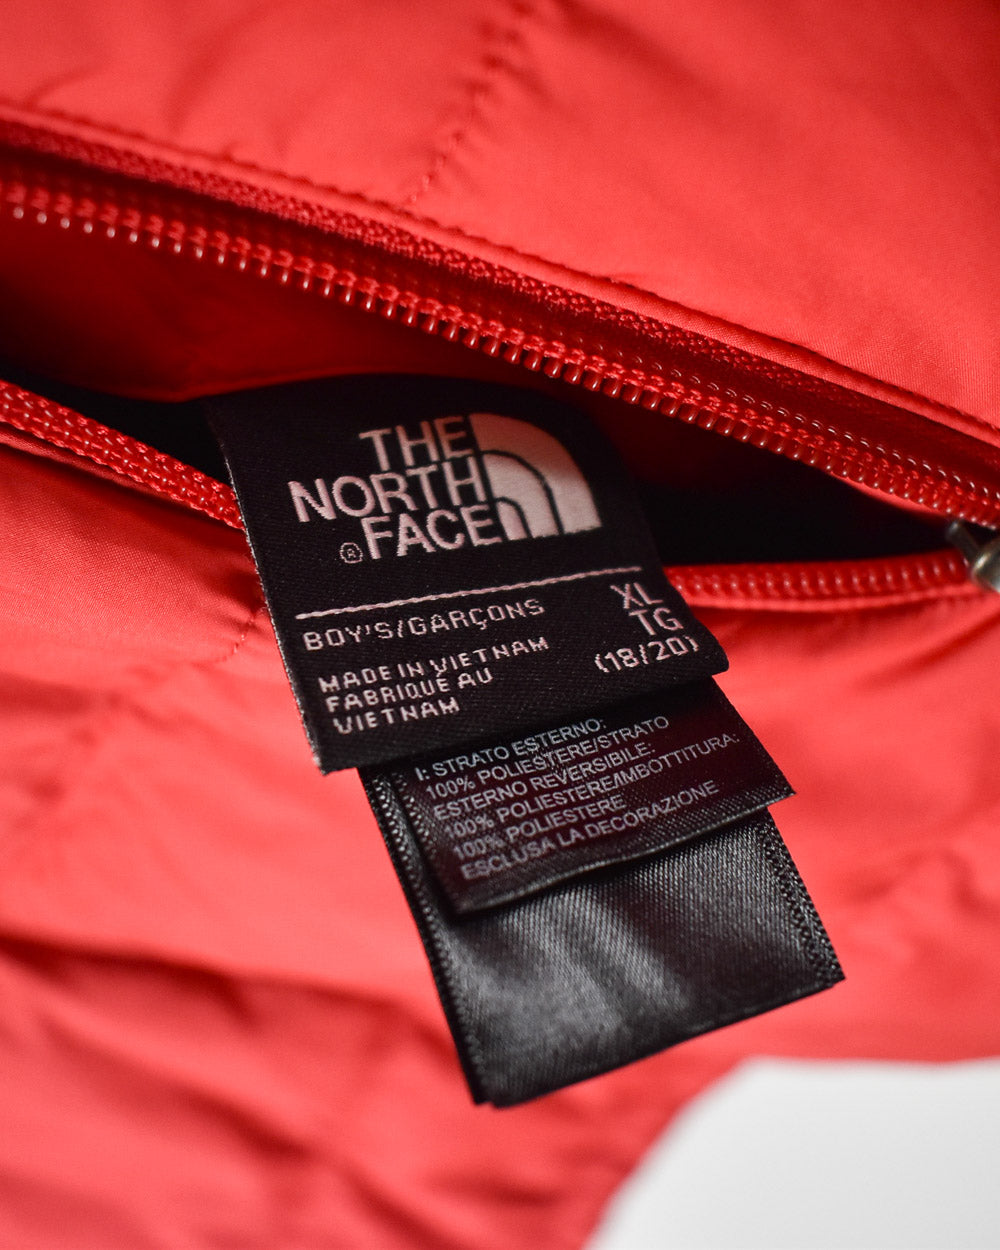 THE
NORTH
FACE
®
BOY'S/GARÇONS
XL
TG
(18/20)
MADE IN VIETNAM
FABRIQUÉ AU
VIETNAM
I: STRATO ESTERNO:
100% POLIESTERE/STRATO
ESTERNO REVERSIBILE:
100% POLIESTERE/IMBOTTITURA:
100% POLIESTERE
ESCLUSA LA DECORAZIONE